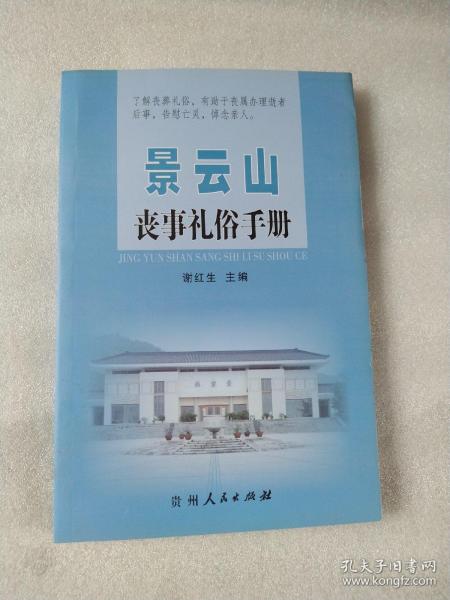 了解丧葬礼俗，有助于丧属办理逝者
后事，告慰亡灵，悼念亲人。
景云山
丧事礼俗手册
JING YUN SHAN SANG SHI LI SU SHOU CE
谢红生 主编
贵州人民出版社
孔夫子旧书网
www.kongfz.com